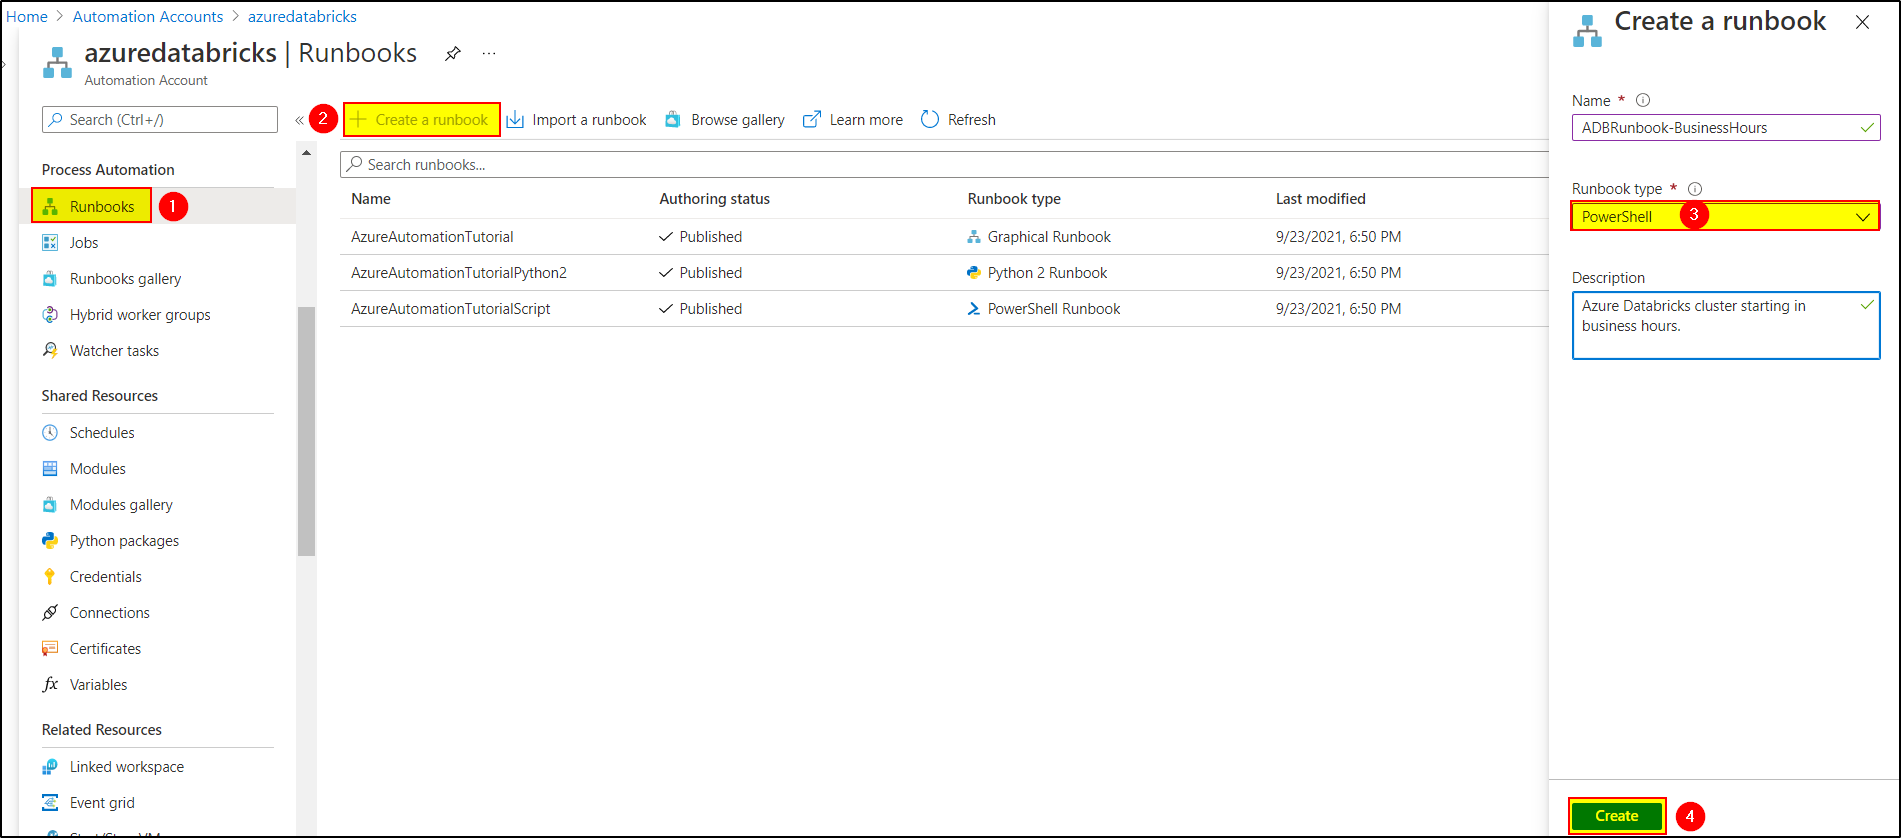 Home > Automation Accounts > azuredatabricks
azuredatabricks | Runbooks
...
Automation Account
Search (Ctrl+/)
«
Process Automation
Runbooks
1
Jobs
Runbooks gallery
Hybrid worker groups
Watcher tasks
Shared Resources
Schedules
Modules
Modules gallery
Python packages
Credentials
Connections
Certificates
Variables
Related Resources
Linked workspace
Event grid
2
Create a runbook Import a runbook Browse gallery Learn more Refresh
Search runbooks...
Name Authoring status Runbook type Last modified
AzureAutomationTutorial Published Graphical Runbook 9/23/2021, 6:50 PM
AzureAutomationTutorialPython2 Published Python 2 Runbook 9/23/2021, 6:50 PM
AzureAutomationTutorialScript Published PowerShell Runbook 9/23/2021, 6:50 PM
Create a runbook
Name *
ADBRunbook-BusinessHours
Runbook type *
PowerShell 3
Description
Azure Databricks cluster starting in
business hours.
Create 4